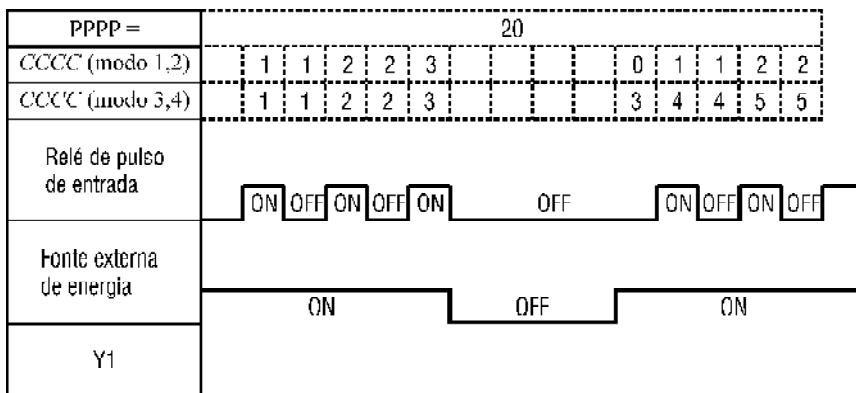 PPPP = 20
CCCC (modo 1,2) 1 1 2 2 3 0 1 1 2 2
CCCC (modo 3,4) 1 1 2 2 3 3 4 4 5 5
Relé de pulso
de entrada
ON OFF ON OFF ON OFF ON OFF ON OFF
Fonte externa
de energia
ON OFF ON
Y1